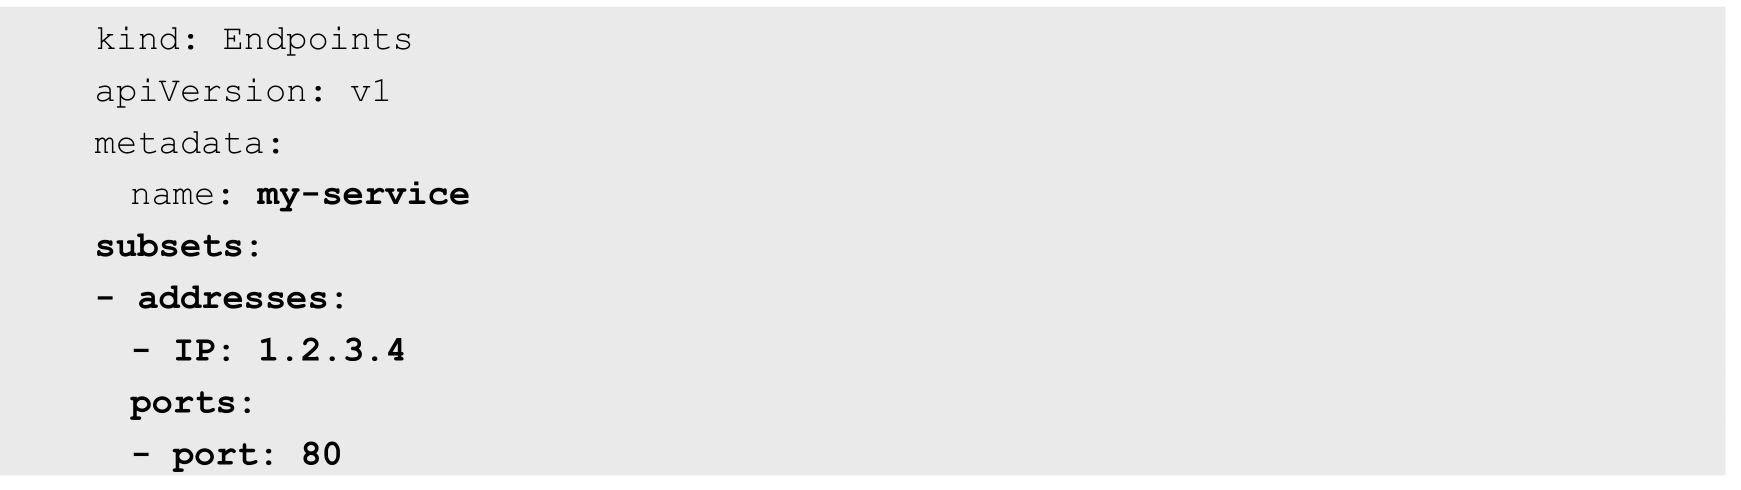 kind: Endpoints
apiVersion: v1
metadata:
  name: my-service
subsets:
- addresses:
  - IP: 1.2.3.4
  ports:
  - port: 80